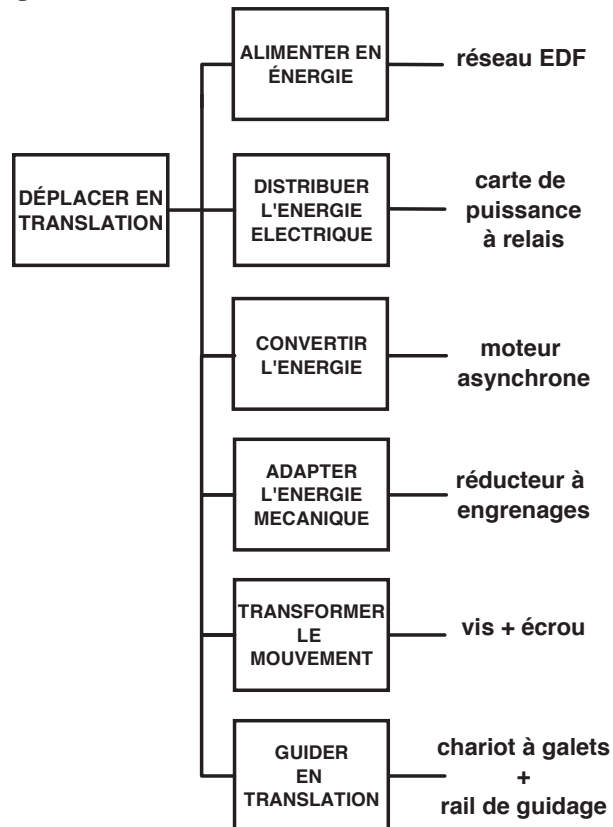 ALIMENTER EN
ÉNERGIE
réseau EDF
DÉPLACER EN
TRANSLATION
DISTRIBUER
L'ENERGIE
ELECTRIQUE
carte de
puissance
à relais
CONVERTIR
L'ENERGIE
moteur
asynchrone
ADAPTER
L'ENERGIE
MECANIQUE
réducteur à
engrenages
TRANSFORMER
LE
MOUVEMENT
vis + écrou
GUIDER
EN
TRANSLATION
chariot à galets
+
rail de guidage